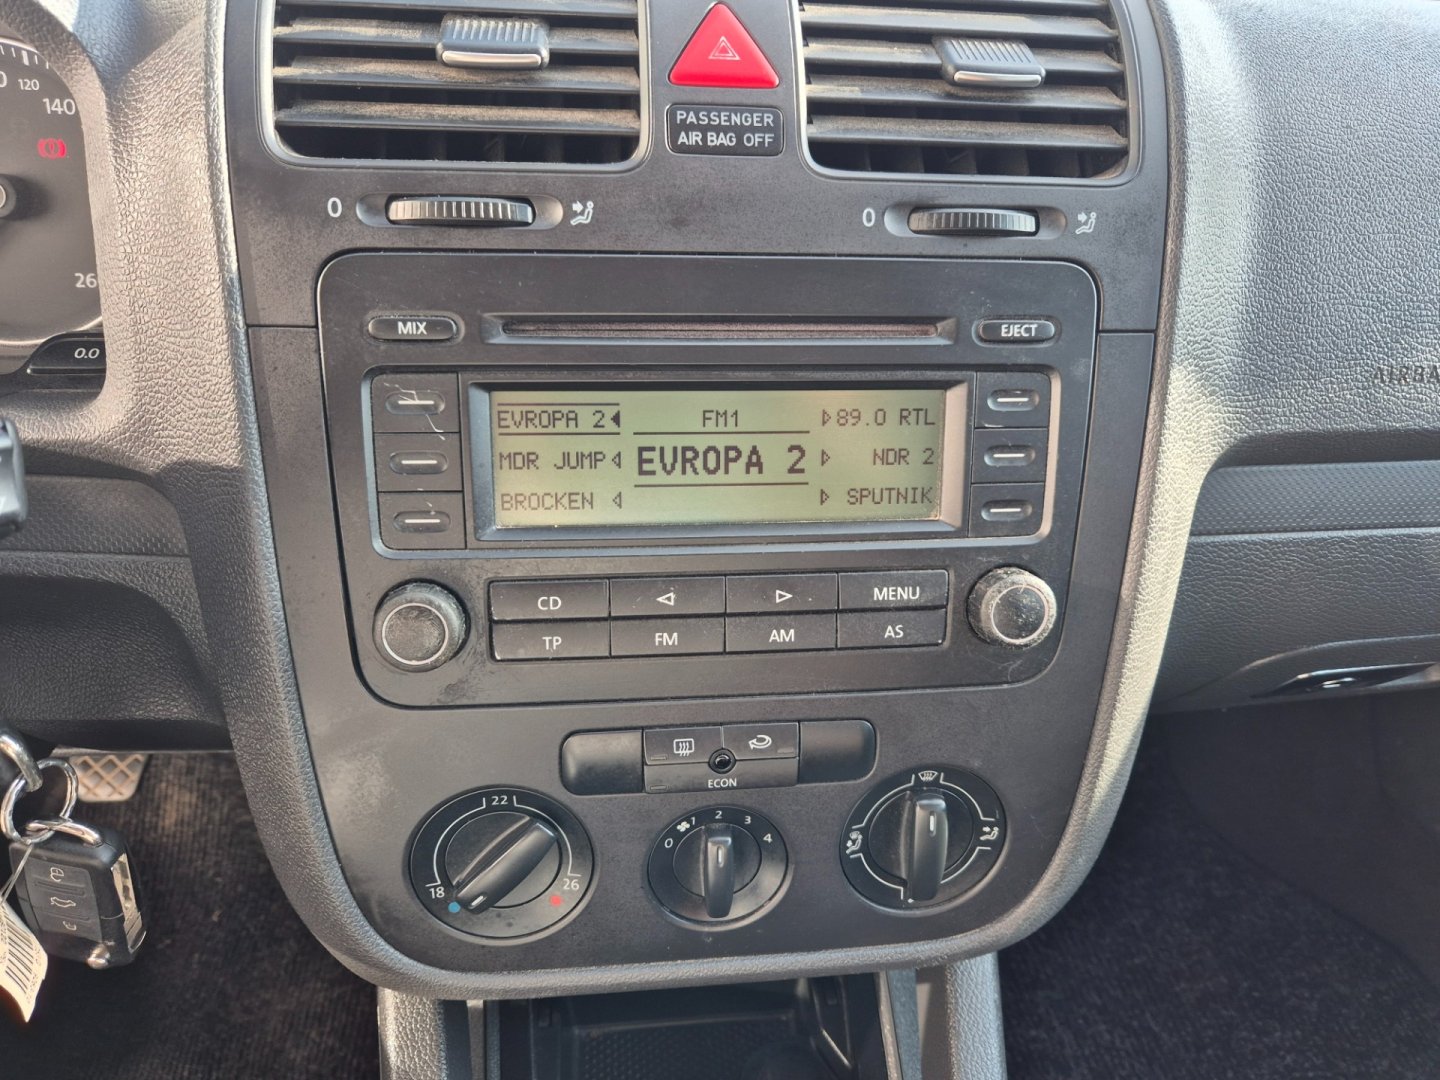 120
140
26
0.0
PASSENGER
AIR BAG OFF
0
0
MIX
EJECT
EVROPA 2
FM1
89.0 RTL
MDR JUMP
EVROPA 2
NDR 2
BROCKEN
SPUTNIK
CD
MENU
TP
FM
AM
AS
ECON
18
22
26
0
1
2
3
4
AIRBA